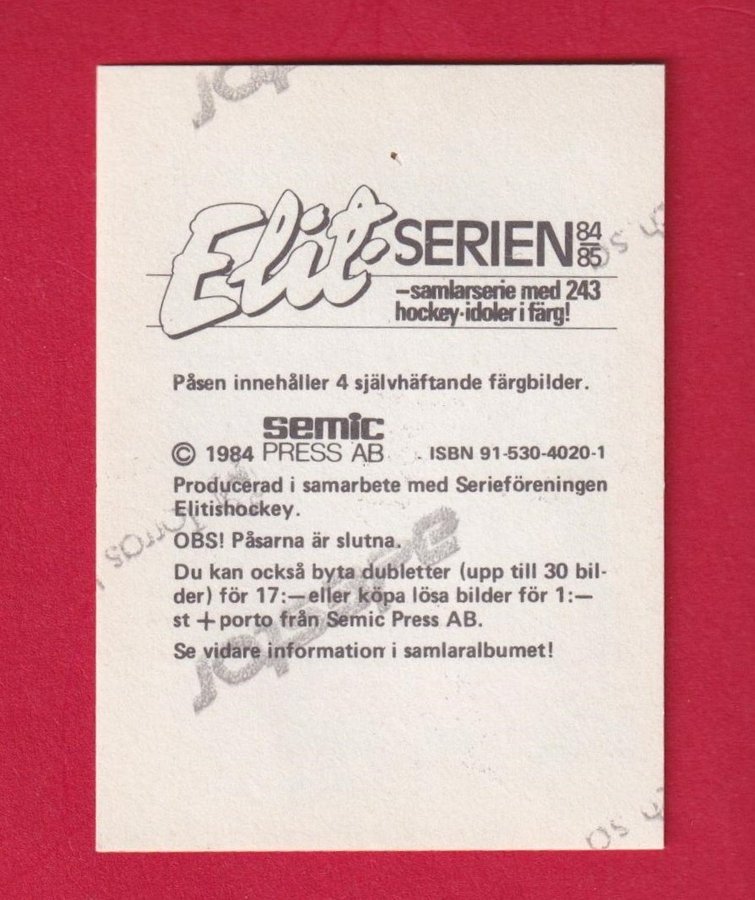 Elit-SERIEN 84/85
–samlarserie med 243
hockey-idoler i färg!
Påsen innehåller 4 självhäftande färgbilder.
semic
© 1984 PRESS AB ISBN 91-530-4020-1
Producerad i samarbete med Serieföreningen
Elitishockey.
OBS! Påsarna är slutna.
Du kan också byta dubletter (upp till 30 bil-
der) för 17:— eller köpa lösa bilder för 1:—
st + porto från Semic Press AB.
Se vidare information i samlaralbumet!